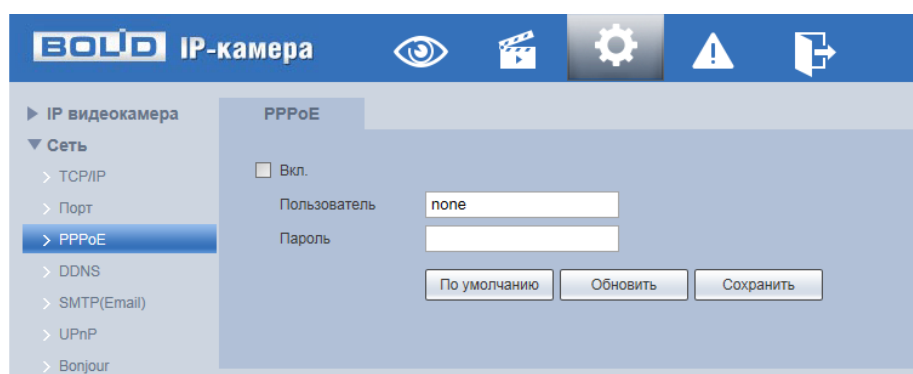 BOLID IP-камера
IP видеокамера
PPPoE
Сеть
TCP/IP
Вкл.
Порт
Пользователь
none
PPPoE
Пароль
DDNS
По умолчанию
Обновить
Сохранить
SMTP(Email)
UPnP
Bonjour